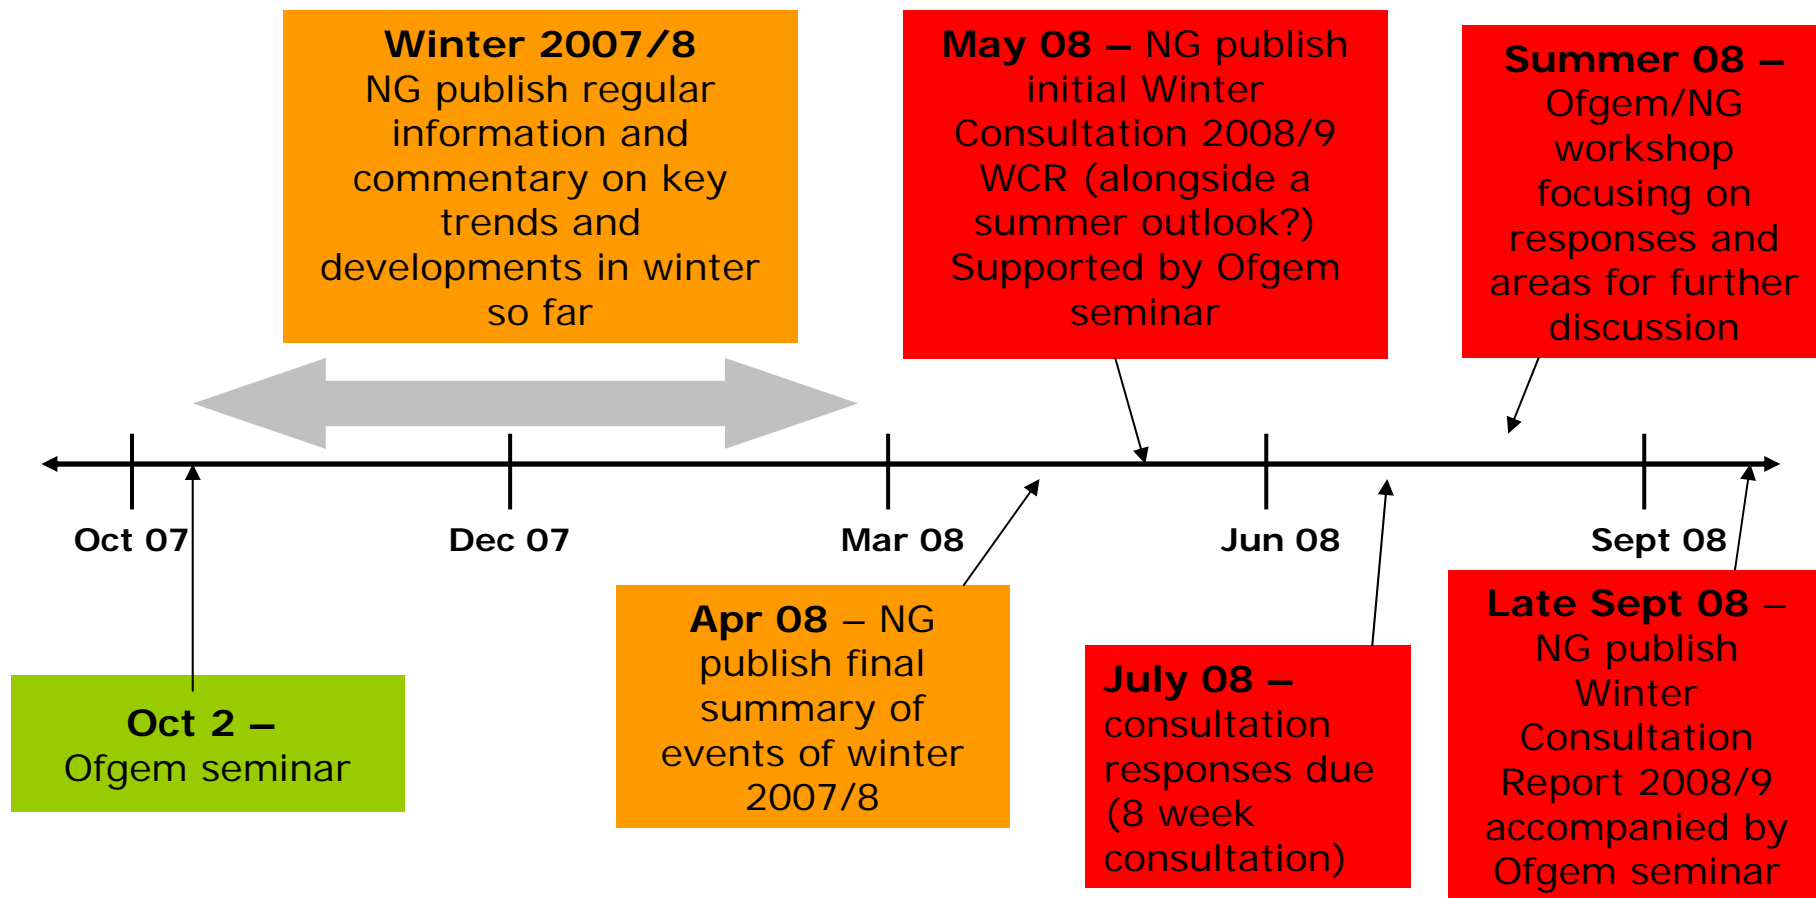 Winter 2007/8
NG publish regular
information and
commentary on key
trends and
developments in winter
so far
May 08 – NG publish
initial Winter
Consultation 2008/9
WCR (alongside a
summer outlook?)
Supported by Ofgem
seminar
Summer 08 –
Ofgem/NG
workshop
focusing on
responses and
areas for further
discussion
Oct 07
Dec 07
Mar 08
Jun 08
Sept 08
Oct 2 –
Ofgem seminar
Apr 08 – NG
publish final
summary of
events of winter
2007/8
July 08 –
consultation
responses due
(8 week
consultation)
Late Sept 08 –
NG publish
Winter
Consultation
Report 2008/9
accompanied by
Ofgem seminar